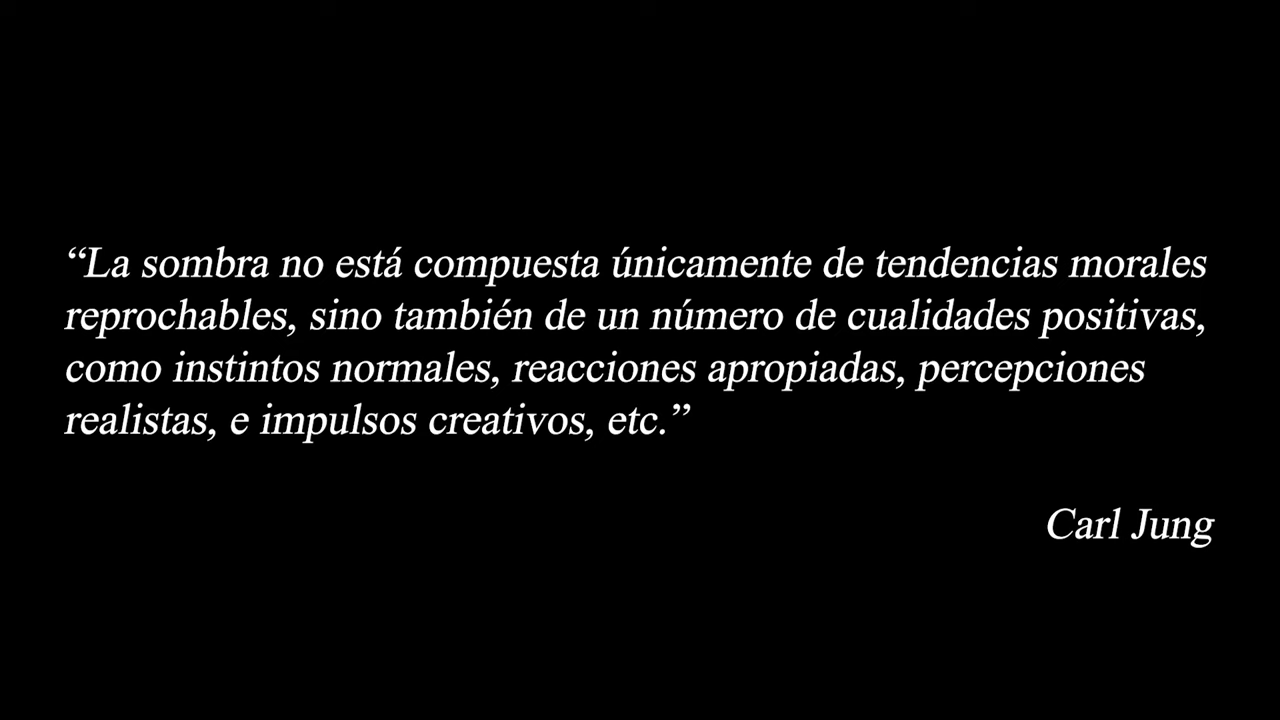 “La sombra no está compuesta únicamente de tendencias morales
reprochables, sino también de un número de cualidades positivas,
como instintos normales, reacciones apropiadas, percepciones
realistas, e impulsos creativos, etc.”
Carl Jung